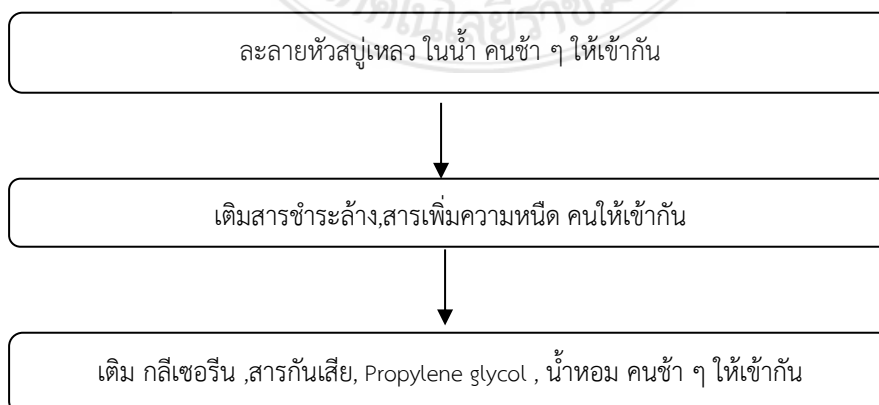 ละลายหัวสบู่เหลว ในน้ำ คนช้า ๆ ให้เข้ากัน
เติมสารชำระล้าง,สารเพิ่มความหนืด คนให้เข้ากัน
เติม กลีเซอรีน ,สารกันเสีย, Propylene glycol , น้ำหอม คนช้า ๆ ให้เข้ากัน